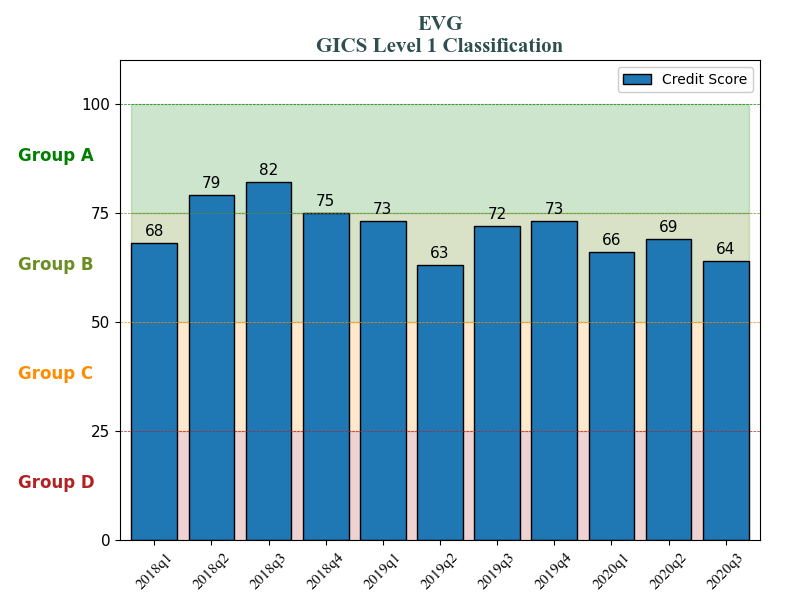 EVG
GICS Level 1 Classification
Credit Score
100
Group A
82
79
75
73
73
72
75
68
69
66
64
63
Group B
50
Group C
25
Group D
0
2018q1 2018q2 2018q3 2018q4 2019q1 2019q2 2019q3 2019q4 2020q1 2020q2 2020q3